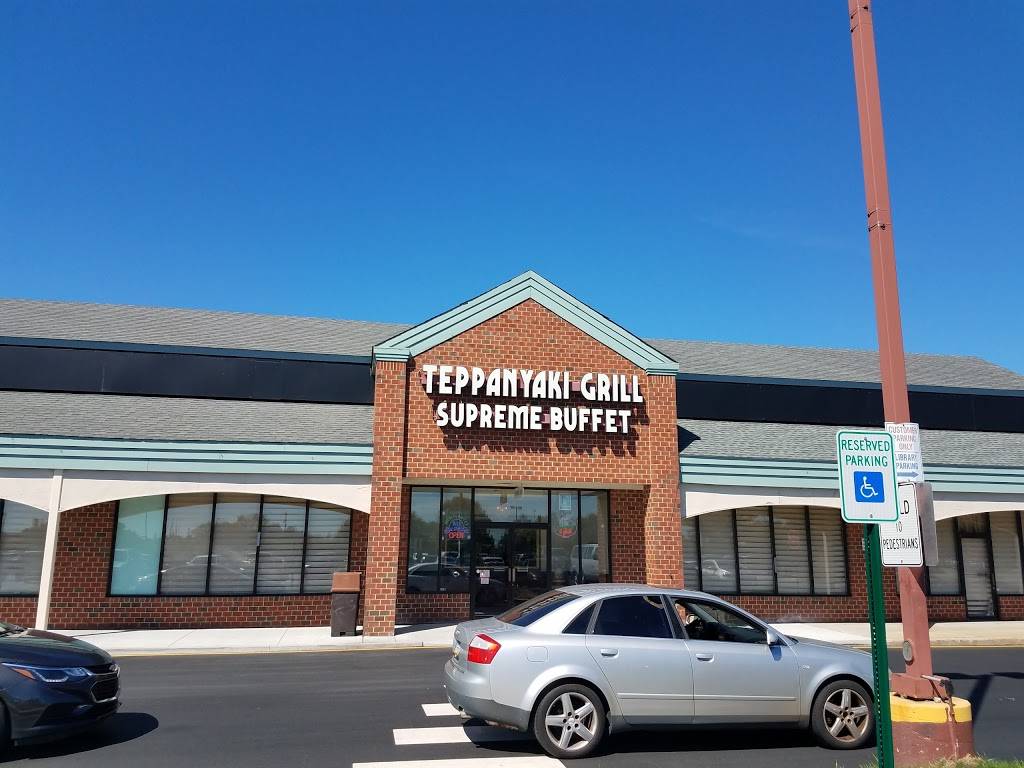 TEPPANYAKI GRILL
SUPREME BUFFET
OPEN
RESERVED
PARKING
CUSTOMER
PARKING
ONLY
LIBRARY
PARKING
PEDESTRIANS